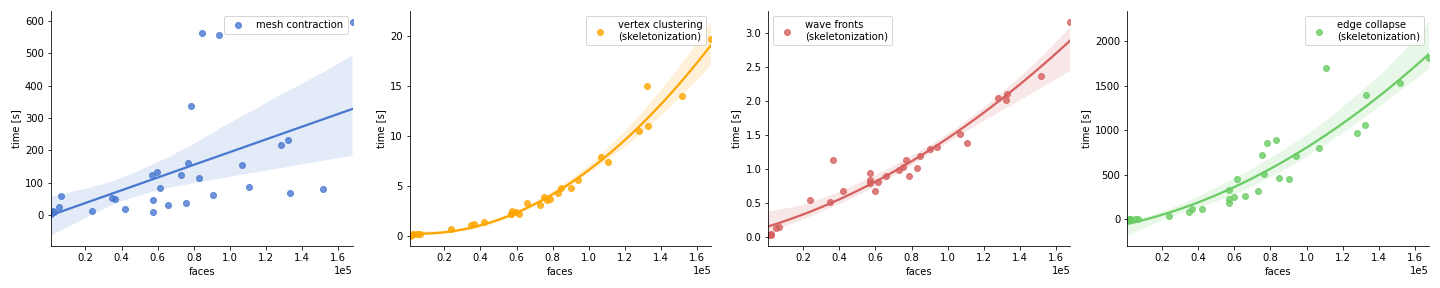 mesh contraction
600
500
400
300
200
100
0
time [s]
0.2 0.4 0.6 0.8 1.0 1.2 1.4 1.6
1e5
faces
vertex clustering
(skeletonization)
20
15
10
5
0
time [s]
0.2 0.4 0.6 0.8 1.0 1.2 1.4 1.6
1e5
faces
wave fronts
(skeletonization)
3.0
2.5
2.0
1.5
1.0
0.5
0.0
time [s]
0.2 0.4 0.6 0.8 1.0 1.2 1.4 1.6
1e5
faces
edge collapse
(skeletonization)
2000
1500
1000
500
0
time [s]
0.2 0.4 0.6 0.8 1.0 1.2 1.4 1.6
1e5
faces